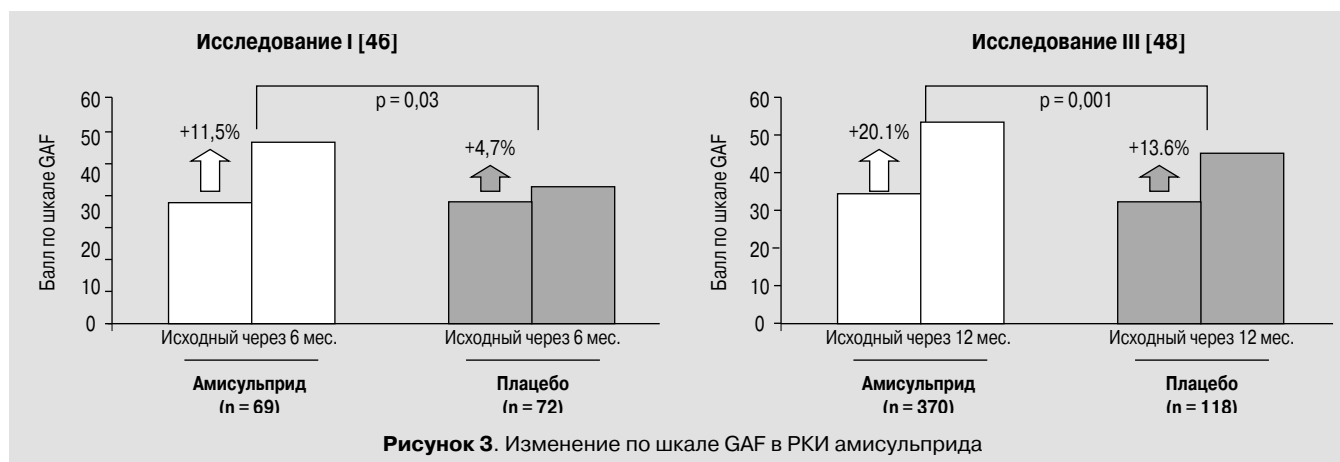 Исследование I [46]
Балл по шкале GAF
60
50
40
30
20
10
0
+11,5%
p = 0,03
+4,7%
Исходный через 6 мес.
Исходный через 6 мес.
Амисульприд
(n = 69)
Плацебо
(n = 72)
Исследование III [48]
Балл по шкале GAF
60
50
40
30
20
10
0
+20.1%
p = 0,001
+13.6%
Исходный через 12 мес.
Исходный через 12 мес.
Амисульприд
(n = 370)
Плацебо
(n = 118)
Рисунок 3. Изменение по шкале GAF в РКИ амисульприда